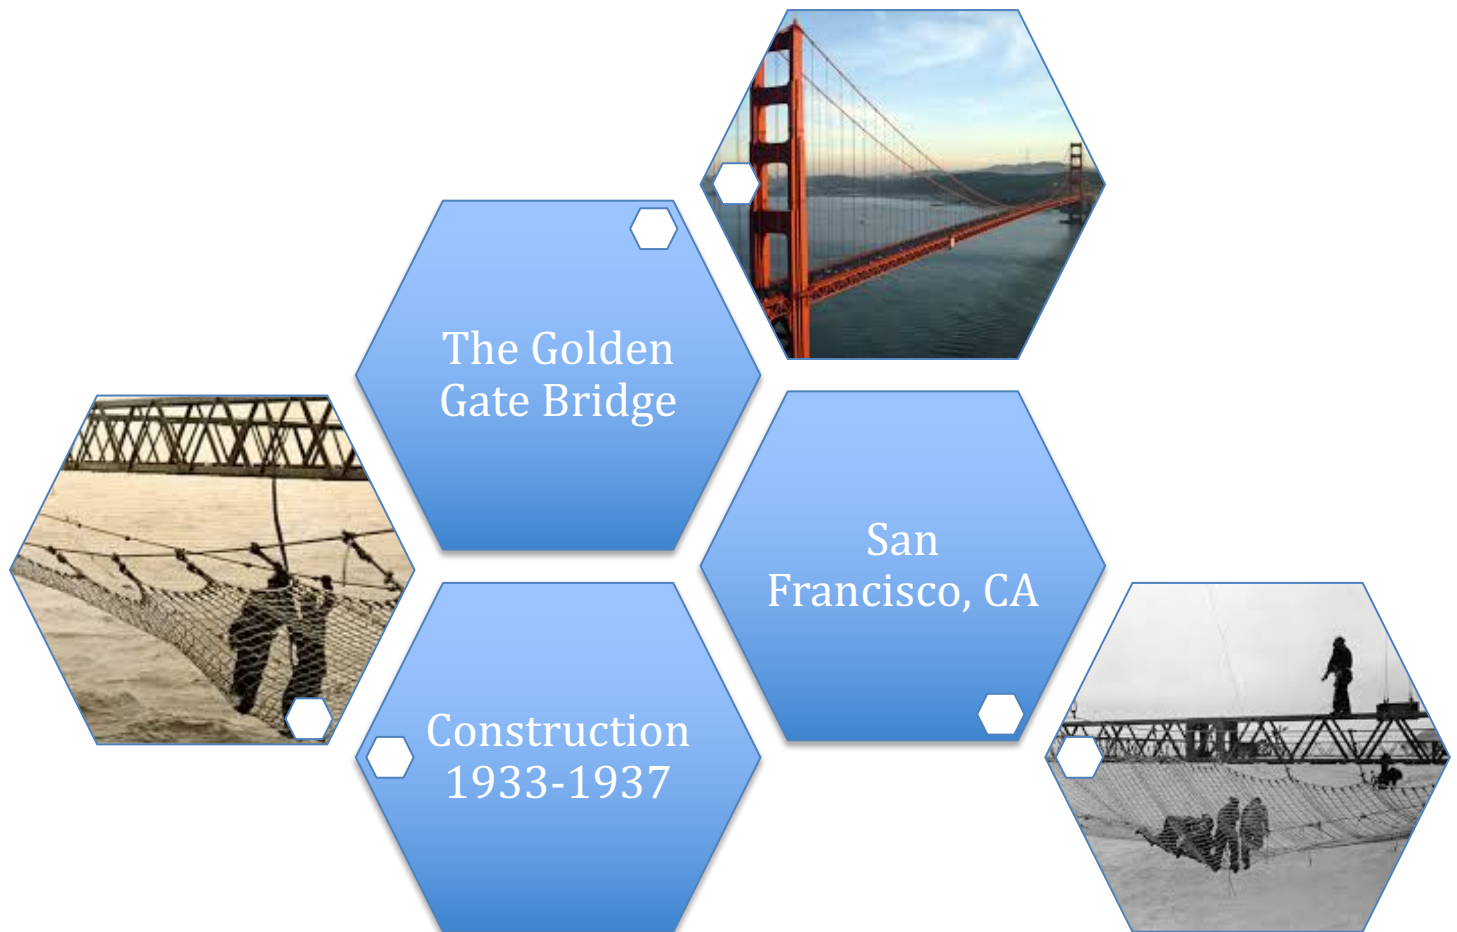 The Golden
Gate Bridge
San
Francisco, CA
Construction
1933-1937